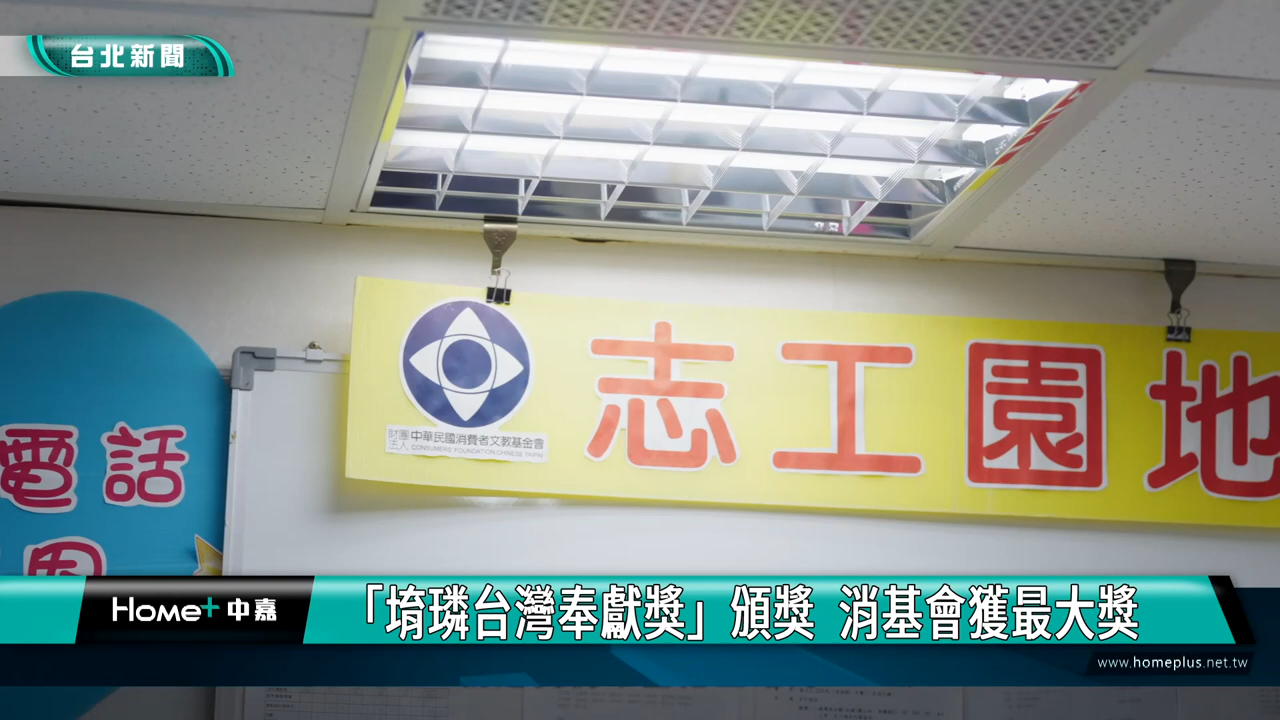 台北新聞
財團法人 中華民國消費者文教基金會
CONSUMERS' FOUNDATION, CHINESE TAIPEI
志工園地
電話
Home+中嘉
「堉璘台灣奉獻獎」頒獎 消基會獲最大獎
www.homeplus.net.tw